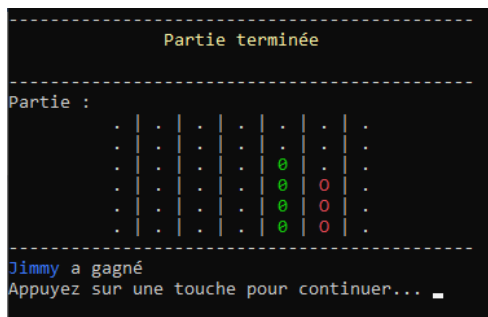 -----------------------------------------------
Partie terminée
-----------------------------------------------
Partie :
. | . | . | . | . | . | .
. | . | . | . | . | . | .
. | . | . | . | 0 | . | .
. | . | . | . | 0 | O | .
. | . | . | . | 0 | O | .
. | . | . | . | 0 | O | .
-----------------------------------------------
Jimmy a gagné
Appuyez sur une touche pour continuer... _